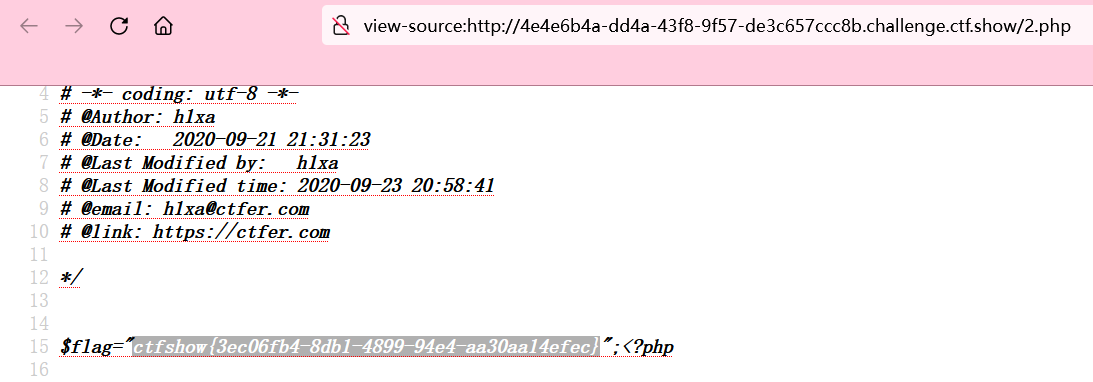 view-source:http://4e4e6b4a-dd4a-43f8-9f57-de3c657ccc8b.challenge.ctf.show/2.php
4 # -*- coding: utf-8 -*-
5 # @Author: h1xa
6 # @Date:   2020-09-21 21:31:23
7 # @Last Modified by:   h1xa
8 # @Last Modified time: 2020-09-23 20:58:41
9 # @email: h1xa@ctfer.com
10 # @link: https://ctfer.com
11
12 */
13
14
15 $flag="ctfshow{3ec06fb4-8db1-4899-94e4-aa30aa14efec}";<?php
16